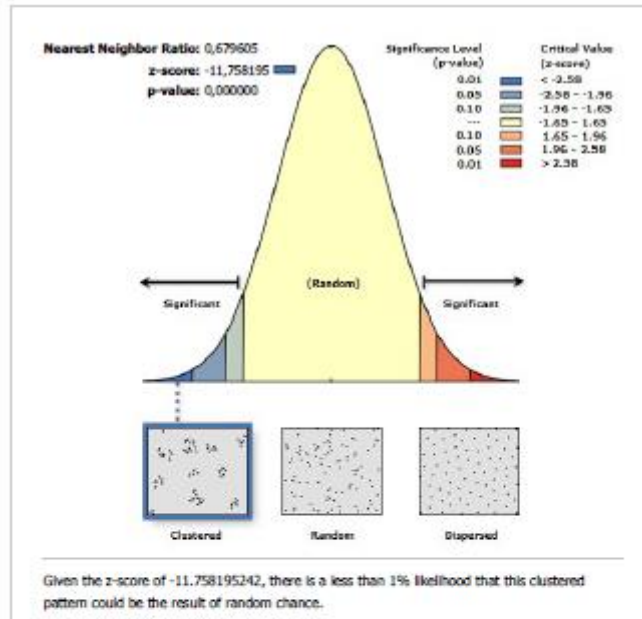 Nearest Neighbor Ratio: 0,679605
z-score: -11,758195
p-value: 0,000000
Significance Level
(p-value)
Critical Value
(z-score)
0.01 < -2.58
0.05 -2.58 – -1.96
0.10 -1.96 – -1.65
--- -1.65 – 1.65
0.10 1.65 – 1.96
0.05 1.96 – 2.58
0.01 > 2.58
(Random)
Significant
Significant
Clustered
Random
Dispersed
Given the z-score of -11.758195242, there is a less than 1% likelihood that this clustered
pattern could be the result of random chance.